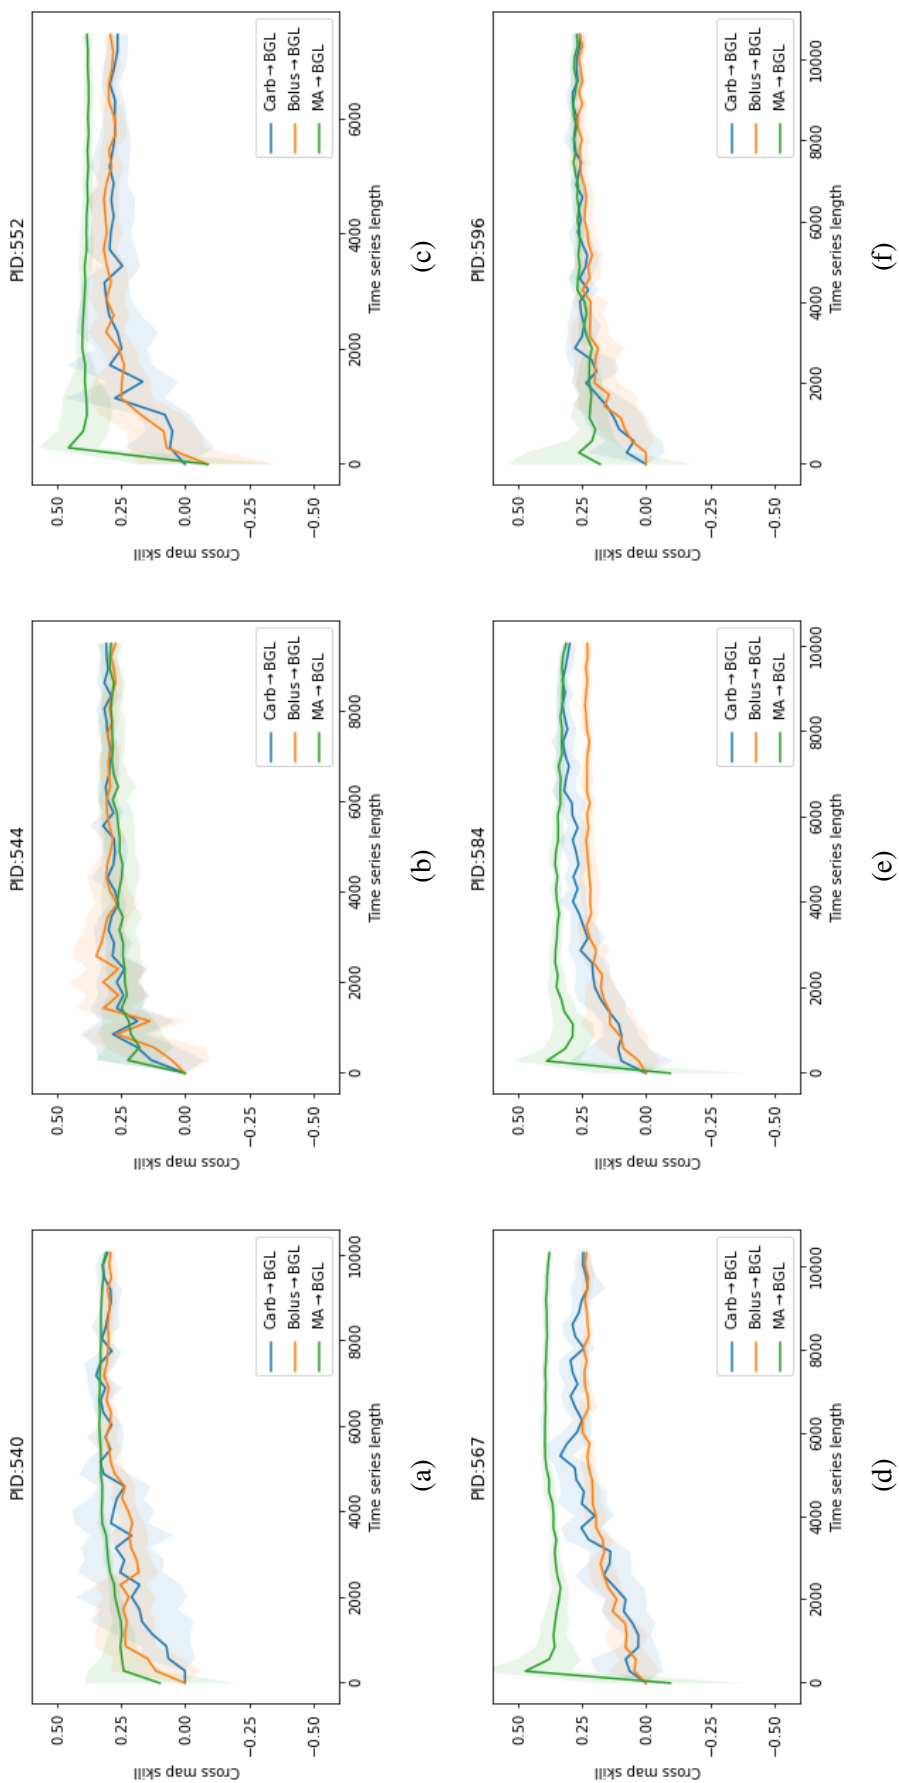 PID:540
0.50
0.25
0.00
−0.25
−0.50
Cross map skill
0
2000
4000
6000
8000
10000
Time series length
Carb→BGL
Bolus→BGL
MA→BGL
(a)
PID:544
0.50
0.25
0.00
−0.25
−0.50
Cross map skill
0
2000
4000
6000
8000
Time series length
Carb→BGL
Bolus→BGL
MA→BGL
(b)
PID:552
0.50
0.25
0.00
−0.25
−0.50
Cross map skill
0
2000
4000
6000
Time series length
Carb→BGL
Bolus→BGL
MA→BGL
(c)
PID:567
0.50
0.25
0.00
−0.25
−0.50
Cross map skill
0
2000
4000
6000
8000
10000
Time series length
Carb→BGL
Bolus→BGL
MA→BGL
(d)
PID:584
0.50
0.25
0.00
−0.25
−0.50
Cross map skill
0
2000
4000
6000
8000
10000
Time series length
Carb→BGL
Bolus→BGL
MA→BGL
(e)
PID:596
0.50
0.25
0.00
−0.25
−0.50
Cross map skill
0
2000
4000
6000
8000
10000
Time series length
Carb→BGL
Bolus→BGL
MA→BGL
(f)